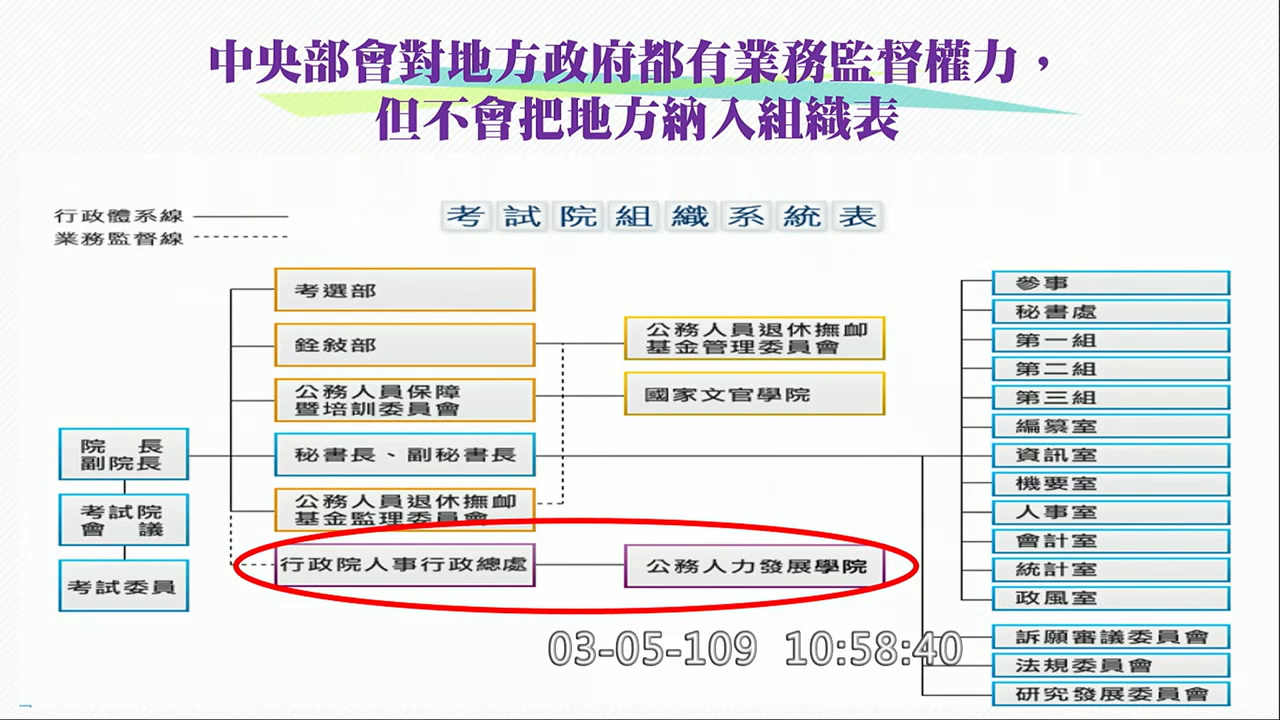 中央部會對地方政府都有業務監督權力，
但不會把地方納入組織表
行政體系線
業務監督線
考試院組織系統表
考選部
銓敍部
公務人員保障
暨培訓委員會
秘書長、副秘書長
公務人員退休撫卹
基金監理委員會
行政院人事行政總處
院　長
副院長
考試院
會　議
考試委員
公務人員退休撫卹
基金管理委員會
國家文官學院
公務人力發展學院
參事
秘書處
第一組
第二組
第三組
編纂室
資訊室
機要室
人事室
會計室
統計室
政風室
訴願審議委員會
法規委員會
研究發展委員會
03-05-109 10:58:40